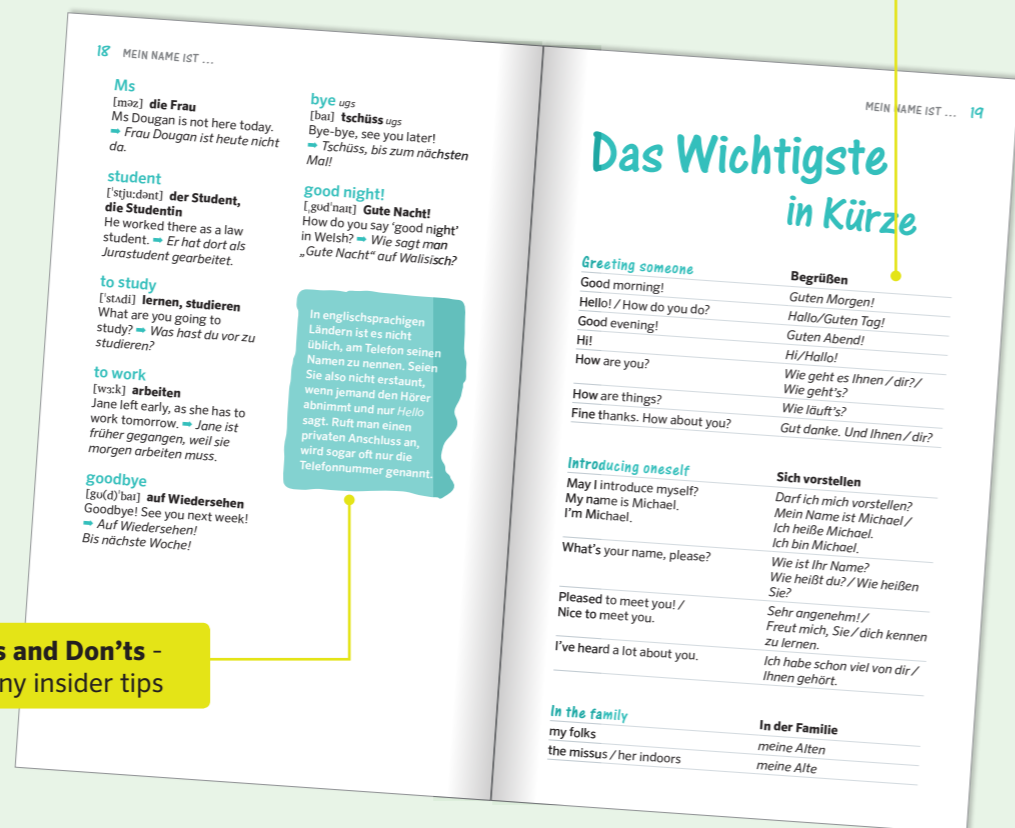 18 MEIN NAME IST ...
Ms
[məz] die Frau
Ms Dougan is not here today.
➡ Frau Dougan ist heute nicht
da.
student
['stju:dənt] der Student,
die Studentin
He worked there as a law
student. ➡ Er hat dort als
Jurastudent gearbeitet.
to study
['stʌdi] lernen, studieren
What are you going to
study? ➡ Was hast du vor zu
studieren?
to work
[wɜ:k] arbeiten
Jane left early, as she has to
work tomorrow. ➡ Jane ist
früher gegangen, weil sie
morgen arbeiten muss.
goodbye
[gʊ(d)'baɪ] auf Wiedersehen
Goodbye! See you next week!
➡ Auf Wiedersehen!
Bis nächste Woche!
bye ugs
[baɪ] tschüss ugs
Bye-bye, see you later!
➡ Tschüss, bis zum nächsten
Mal!
good night!
[ˌgʊd'naɪt] Gute Nacht!
How do you say ‘good night’
in Welsh? ➡ Wie sagt man
„Gute Nacht“ auf Walisisch?
In englischsprachigen
Ländern ist es nicht
üblich, am Telefon seinen
Namen zu nennen. Seien
Sie also nicht erstaunt,
wenn jemand den Hörer
abnimmt und nur Hello
sagt. Ruft man einen
privaten Anschluss an,
wird sogar oft nur die
Telefonnummer genannt.
s and Don’ts -
ny insider tips
MEIN NAME IST ... 19
Das Wichtigste
in Kürze
Greeting someone Begrüßen
Good morning! Guten Morgen!
Hello! / How do you do? Hallo/Guten Tag!
Good evening! Guten Abend!
Hi! Hi/Hallo!
How are you? Wie geht es Ihnen / dir?/
Wie geht's?
How are things? Wie läuft's?
Fine thanks. How about you? Gut danke. Und Ihnen / dir?
Introducing oneself Sich vorstellen
May I introduce myself? Darf ich mich vorstellen?
My name is Michael. Mein Name ist Michael /
I’m Michael. Ich heiße Michael.
Ich bin Michael.
What’s your name, please? Wie ist Ihr Name?
Wie heißt du? / Wie heißen
Sie?
Pleased to meet you! / Sehr angenehm! /
Nice to meet you. Freut mich, Sie / dich kennen
zu lernen.
I’ve heard a lot about you. Ich habe schon viel von dir /
Ihnen gehört.
In the family In der Familie
my folks meine Alten
the missus / her indoors meine Alte